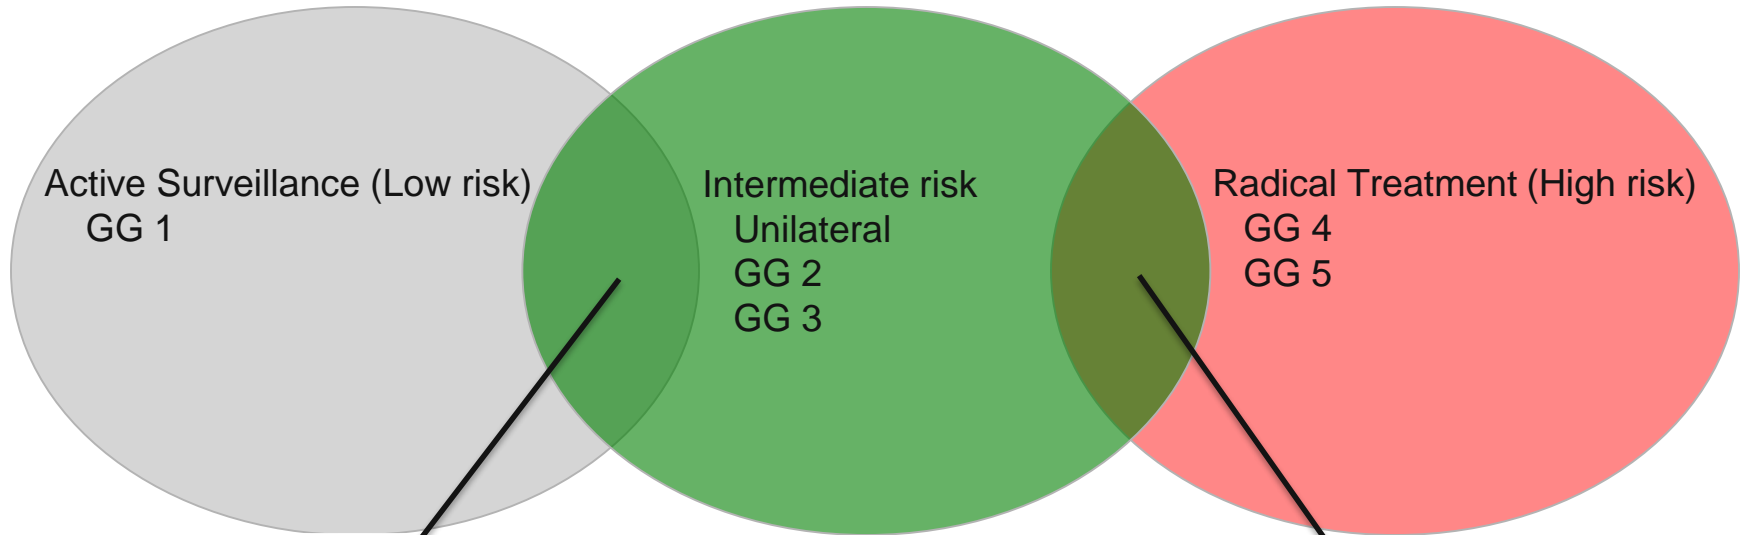 Active Surveillance (Low risk)
GG 1
Intermediate risk
Unilateral
GG 2
GG 3
Radical Treatment (High risk)
GG 4
GG 5